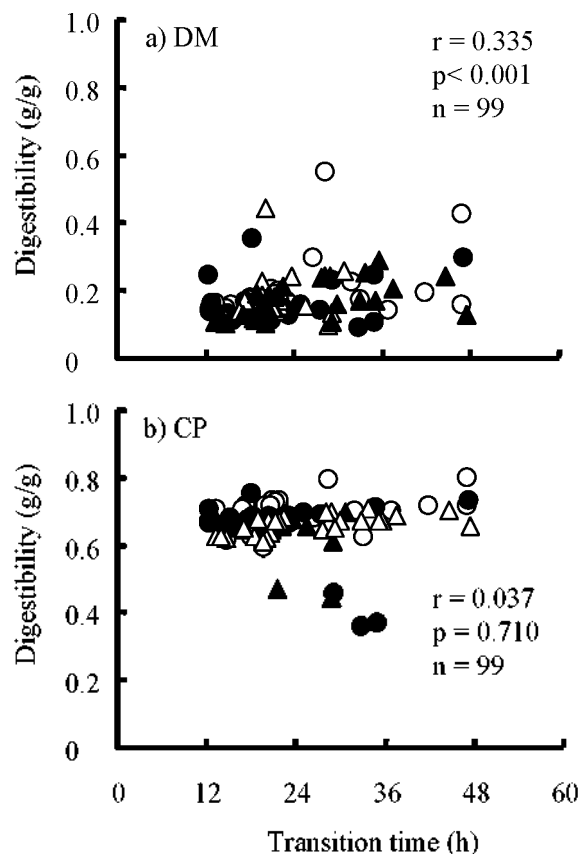 1.0
a) DM
r = 0.335
p< 0.001
n = 99
0.8
0.6
0.4
0.2
0
Digestibility (g/g)
1.0
b) CP
0.8
0.6
0.4
0.2
0
Digestibility (g/g)
r = 0.037
p = 0.710
n = 99
0 12 24 36 48 60
Transition time (h)